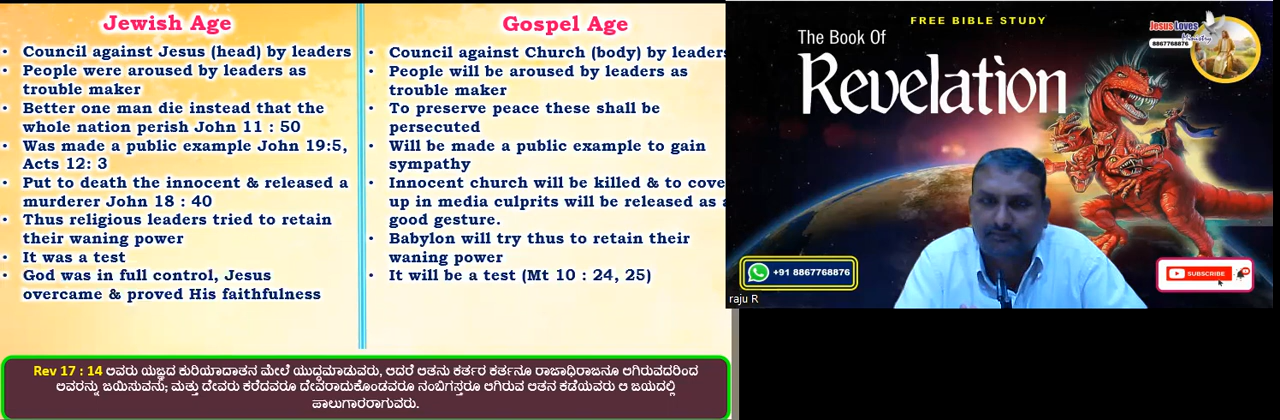 Jewish Age
• Council against Jesus (head) by leaders
• People were aroused by leaders as
trouble maker
• Better one man die instead that the
whole nation perish John 11 : 50
• Was made a public example John 19:5,
Acts 12: 3
• Put to death the innocent & released a
murderer John 18 : 40
• Thus religious leaders tried to retain
their waning power
• It was a test
• God was in full control, Jesus
overcame & proved His faithfulness
Gospel Age
• Council against Church (body) by leaders
• People will be aroused by leaders as
trouble maker
• To preserve peace these shall be
persecuted
• Will be made a public example to gain
sympathy
• Innocent church will be killed & to cove
up in media culprits will be released as a
good gesture.
• Babylon will try thus to retain their
waning power
• It will be a test (Mt 10 : 24, 25)
Rev 17 : 14 ಅವರು ಯಜ್ಞದ ಕುರಿಯಾದಾತನ ಮೇಲೆ ಯುದ್ಧಮಾಡುವರು, ಆದರೆ ಆತನು ಕರ್ತರ ಕರ್ತನೂ ರಾಜಾಧಿರಾಜನೂ ಆಗಿರುವದರಿಂದ
ಅವರನ್ನು ಜಯಿಸುವನು; ಮತ್ತು ದೇವರು ಕರೆದವರೂ ದೇವರಾದುಕೊಂಡವರೂ ನಂಬಿಗಸ್ತರೂ ಆಗಿರುವ ಆತನ ಕಡೆಯವರು ಆ ಜಯದಲ್ಲಿ
ಪಾಲುಗಾರರಾಗುವರು.
FREE BIBLE STUDY
The Book Of
Revelation
Jesus Loves
Ministry
8867768876
+91 8867768876
SUBSCRIBE
raju R